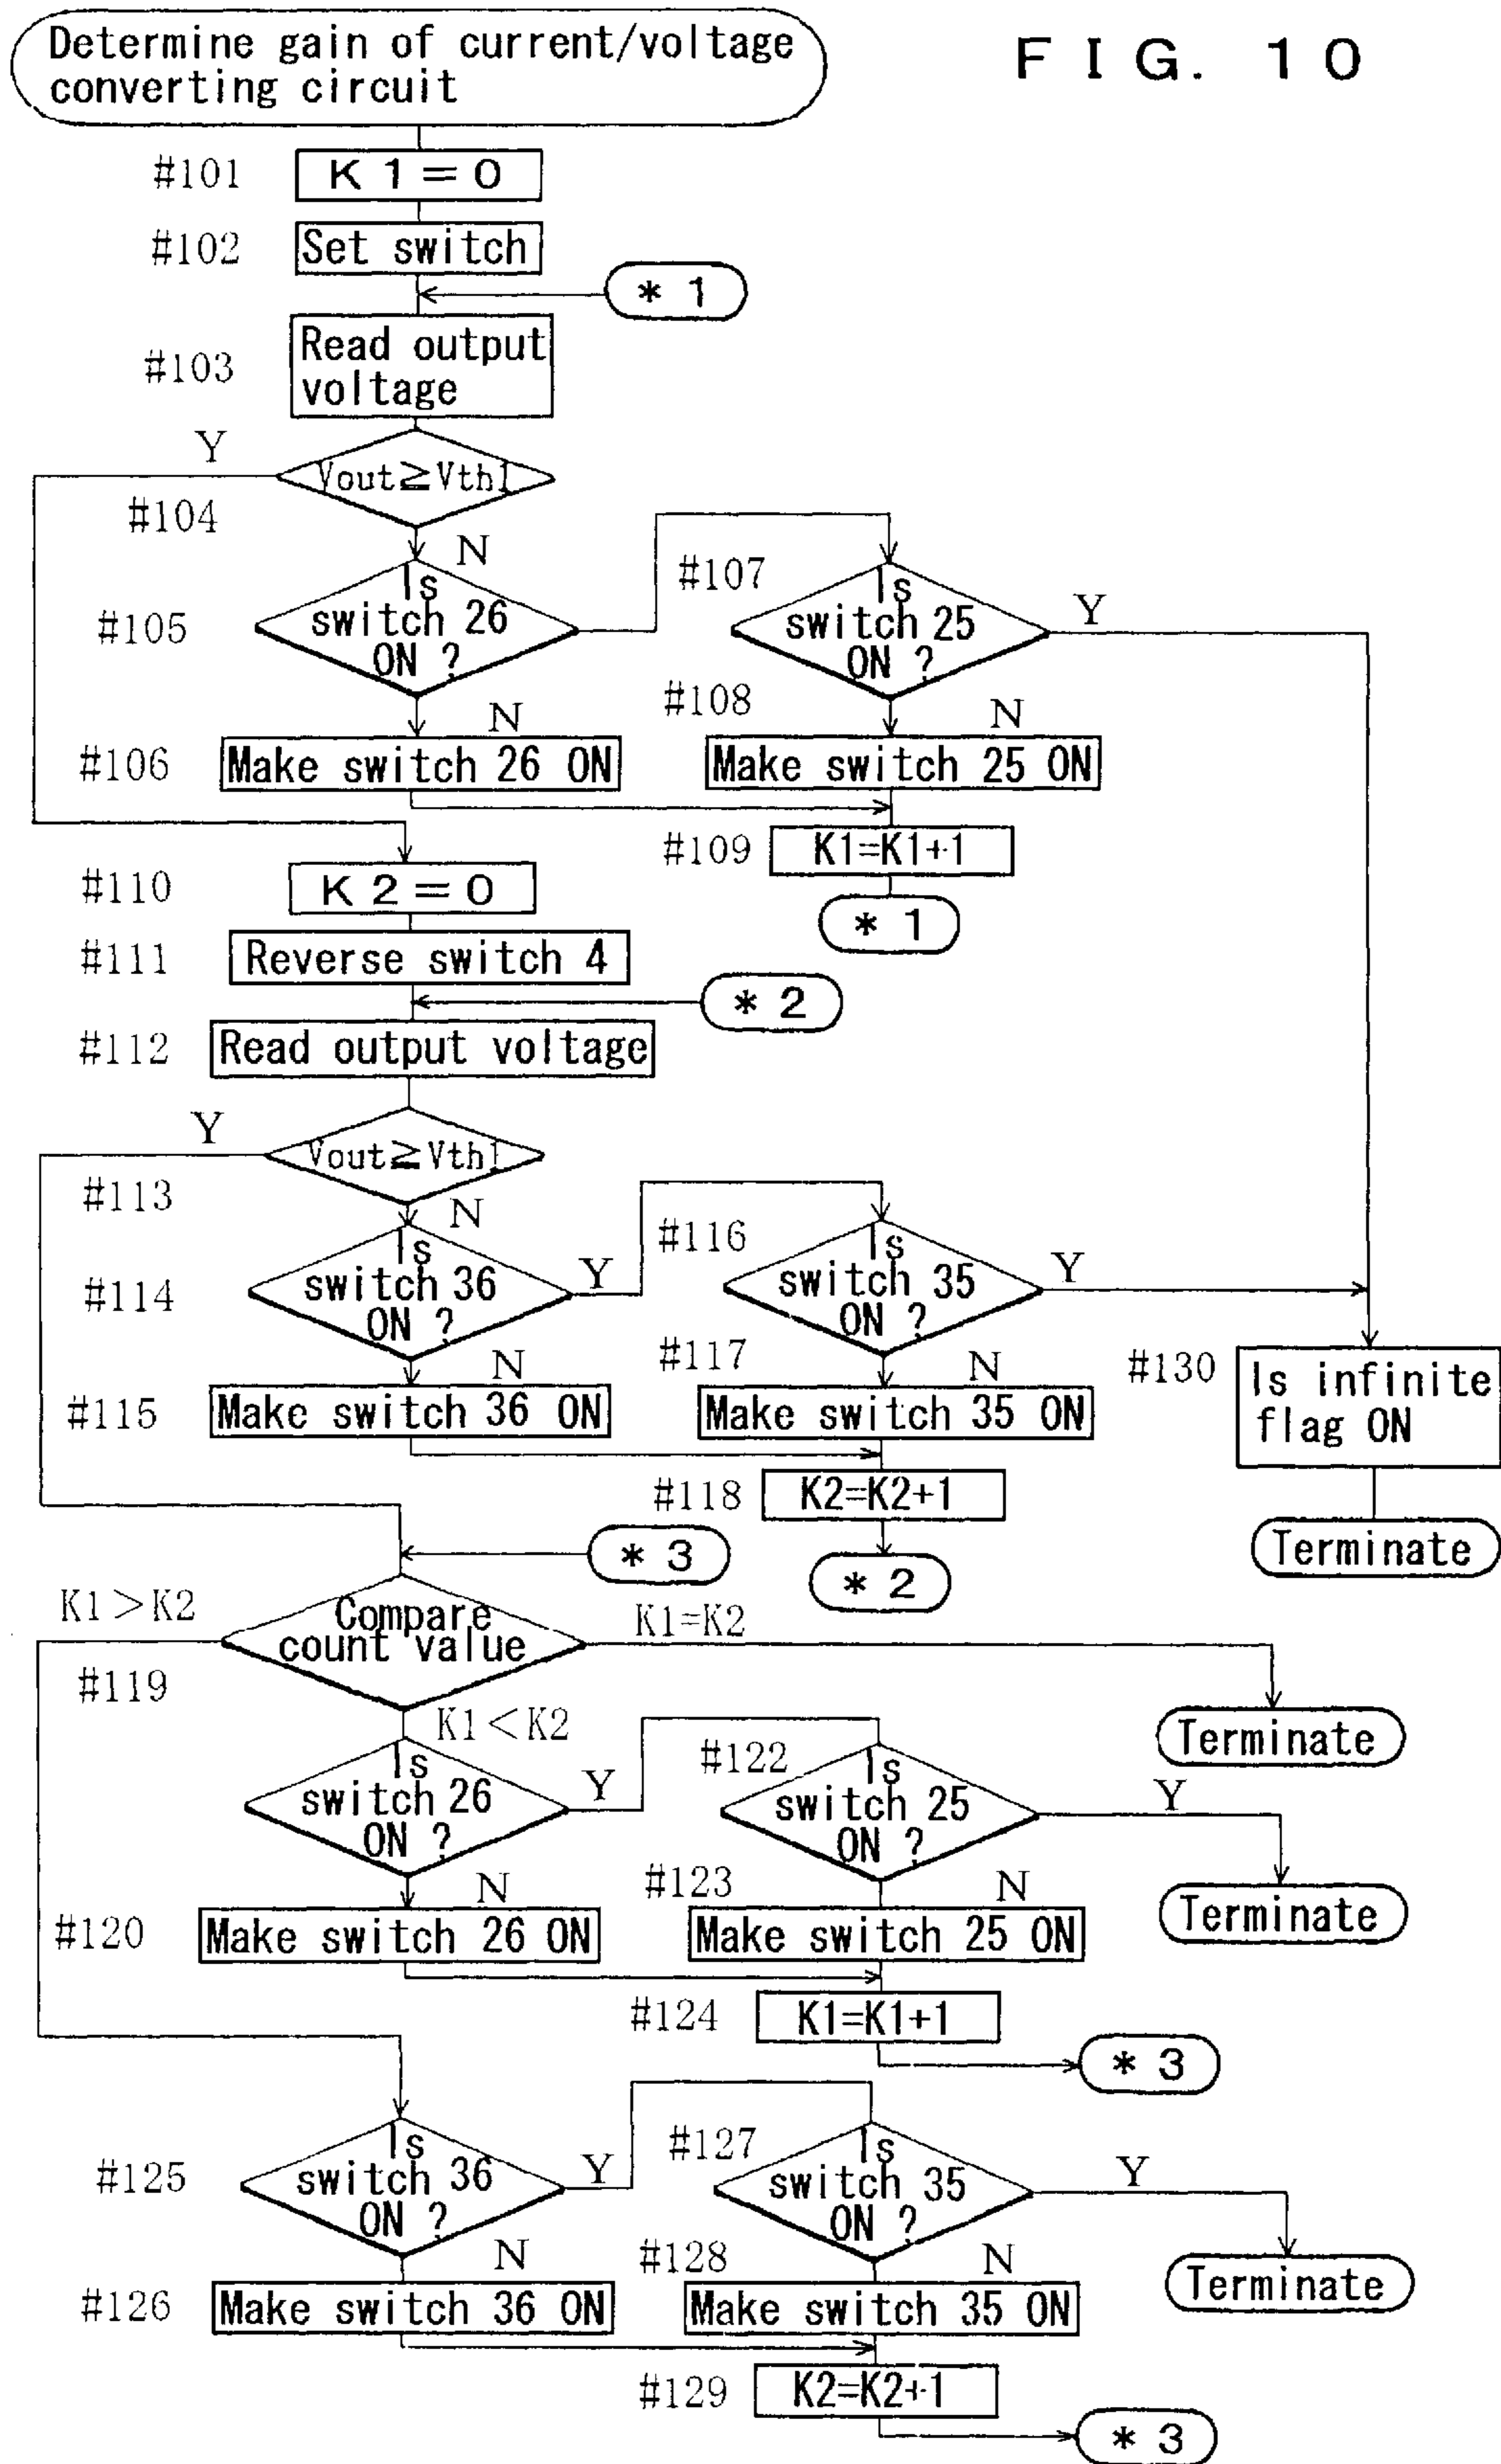 Determine gain of current/voltage
converting circuit
FIG. 10
#101
K1=0
#102
Set switch
* 1
#103
Read output
voltage
Y
Vout≧Vth1
#104
N
#105
Is
switch 26
ON ?
#107
Is
switch 25
ON ?
Y
N
#106
Make switch 26 ON
#108
N
Make switch 25 ON
#109
K1=K1+1
* 1
#110
K2=0
#111
Reverse switch 4
* 2
#112
Read output voltage
Y
Vout≧Vth1
#113
N
#114
Is
switch 36
ON ?
Y
#116
Is
switch 35
ON ?
Y
N
#115
Make switch 36 ON
#117
N
Make switch 35 ON
#130
Is infinite
flag ON
Terminate
#118
K2=K2+1
* 2
* 3
K1>K2
Compare
count value
K1=K2
#119
Terminate
K1<K2
Is
switch 26
ON ?
Y
#122
Is
switch 25
ON ?
Y
Terminate
N
#120
Make switch 26 ON
#123
N
Make switch 25 ON
#124
K1=K1+1
* 3
#125
Is
switch 36
ON ?
Y
#127
Is
switch 35
ON ?
Y
Terminate
N
#126
Make switch 36 ON
#128
N
Make switch 35 ON
#129
K2=K2+1
* 3